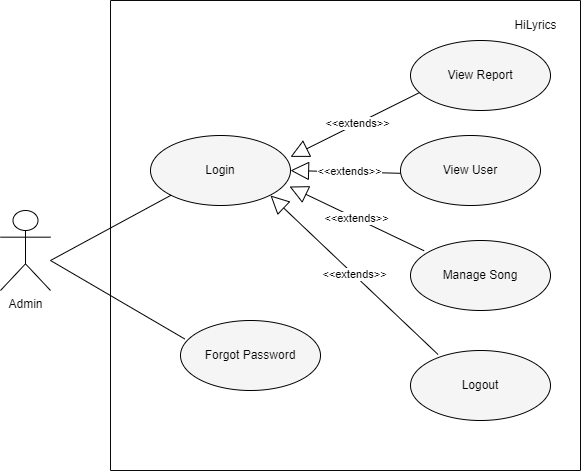 HiLyrics
View Report
<<extends>>
Login
<<extends>>
View User
<<extends>>
Manage Song
<<extends>>
Admin
Forgot Password
Logout